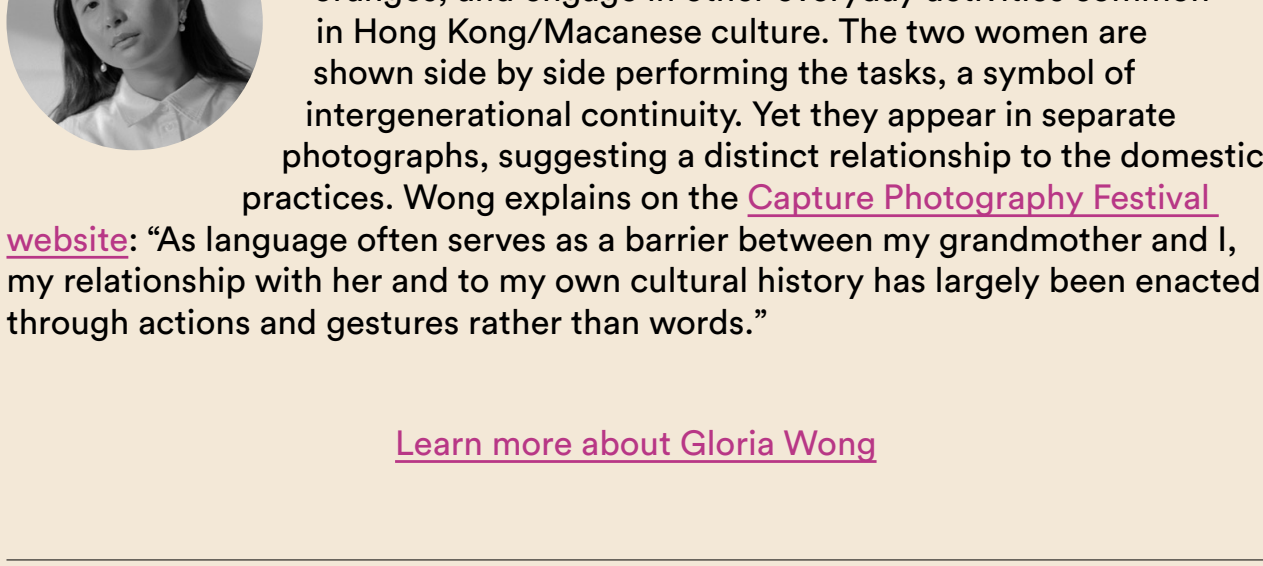 in Hong Kong/Macanese culture. The two women are
shown side by side performing the tasks, a symbol of
intergenerational continuity. Yet they appear in separate
photographs, suggesting a distinct relationship to the domestic
practices. Wong explains on the Capture Photography Festival
website: “As language often serves as a barrier between my grandmother and I,
my relationship with her and to my own cultural history has largely been enacted
through actions and gestures rather than words.”
Learn more about Gloria Wong